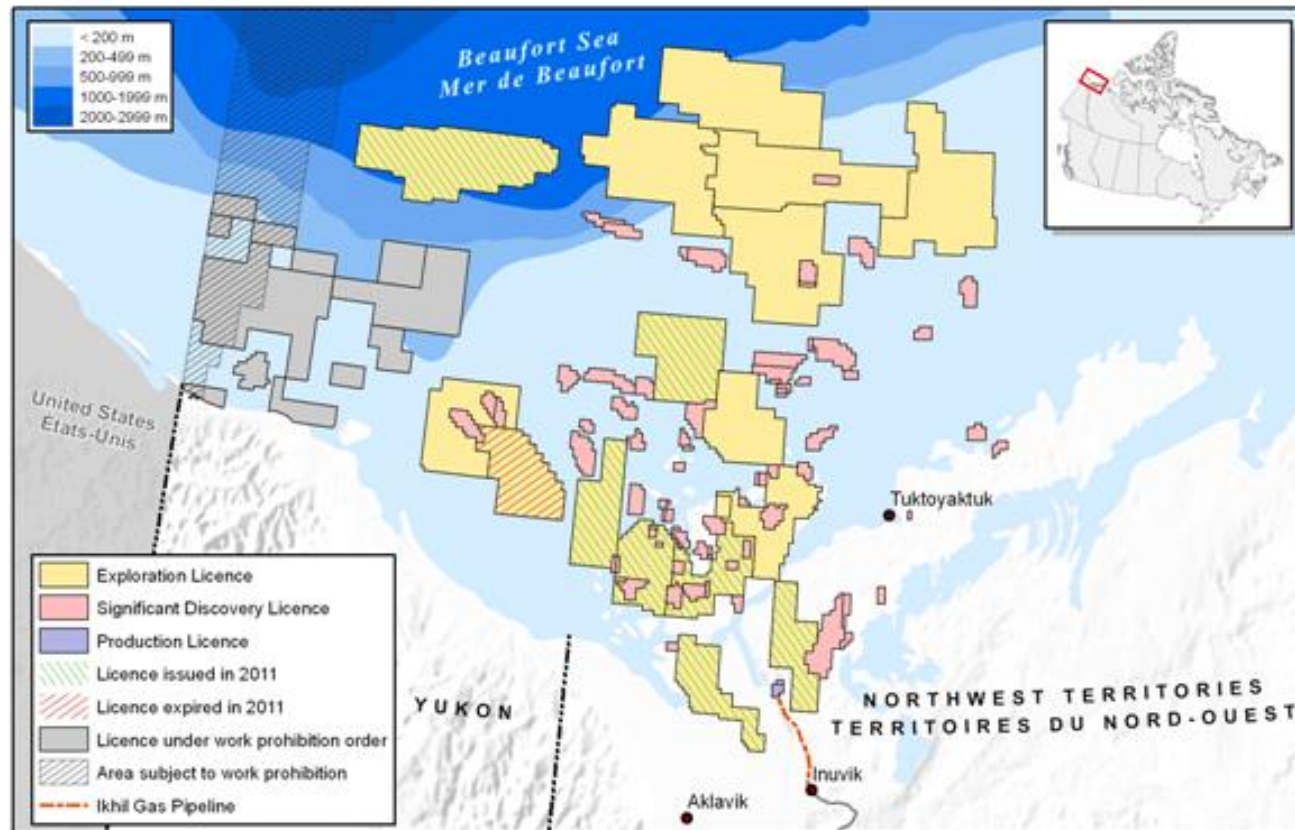 < 200 m
200-499 m
500-999 m
1000-1999 m
2000-2999 m
Beaufort Sea
Mer de Beaufort
United States
États-Unis
Tuktoyaktuk
Exploration Licence
Significant Discovery Licence
Production Licence
Licence issued in 2011
Licence expired in 2011
Licence under work prohibition order
Area subject to work prohibition
Ikhil Gas Pipeline
YUKON
NORTHWEST TERRITORIES
TERRITOIRES DU NORD-OUEST
Inuvik
Aklavik